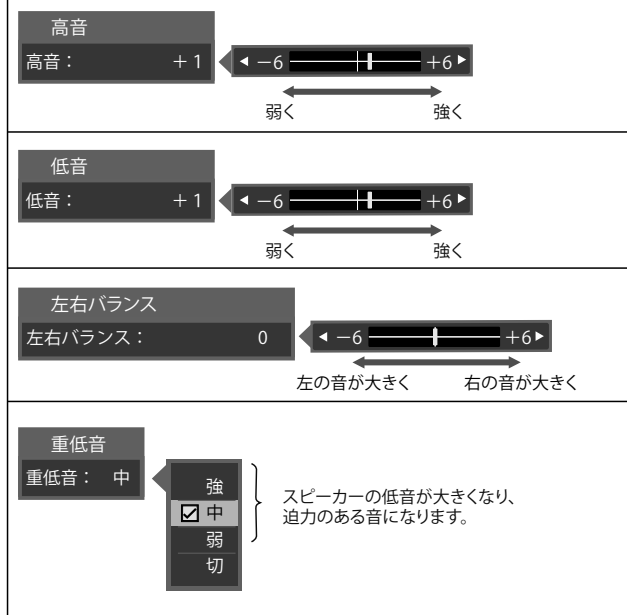 高音
高音： ＋1 ◀ －6 ＋6 ▶
弱く 強く
低音
低音： ＋1 ◀ －6 ＋6 ▶
弱く 強く
左右バランス
左右バランス： 0 ◀ －6 ＋6 ▶
左の音が大きく 右の音が大きく
重低音
重低音： 中
強
☑ 中
弱
切
スピーカーの低音が大きくなり、
迫力のある音になります。